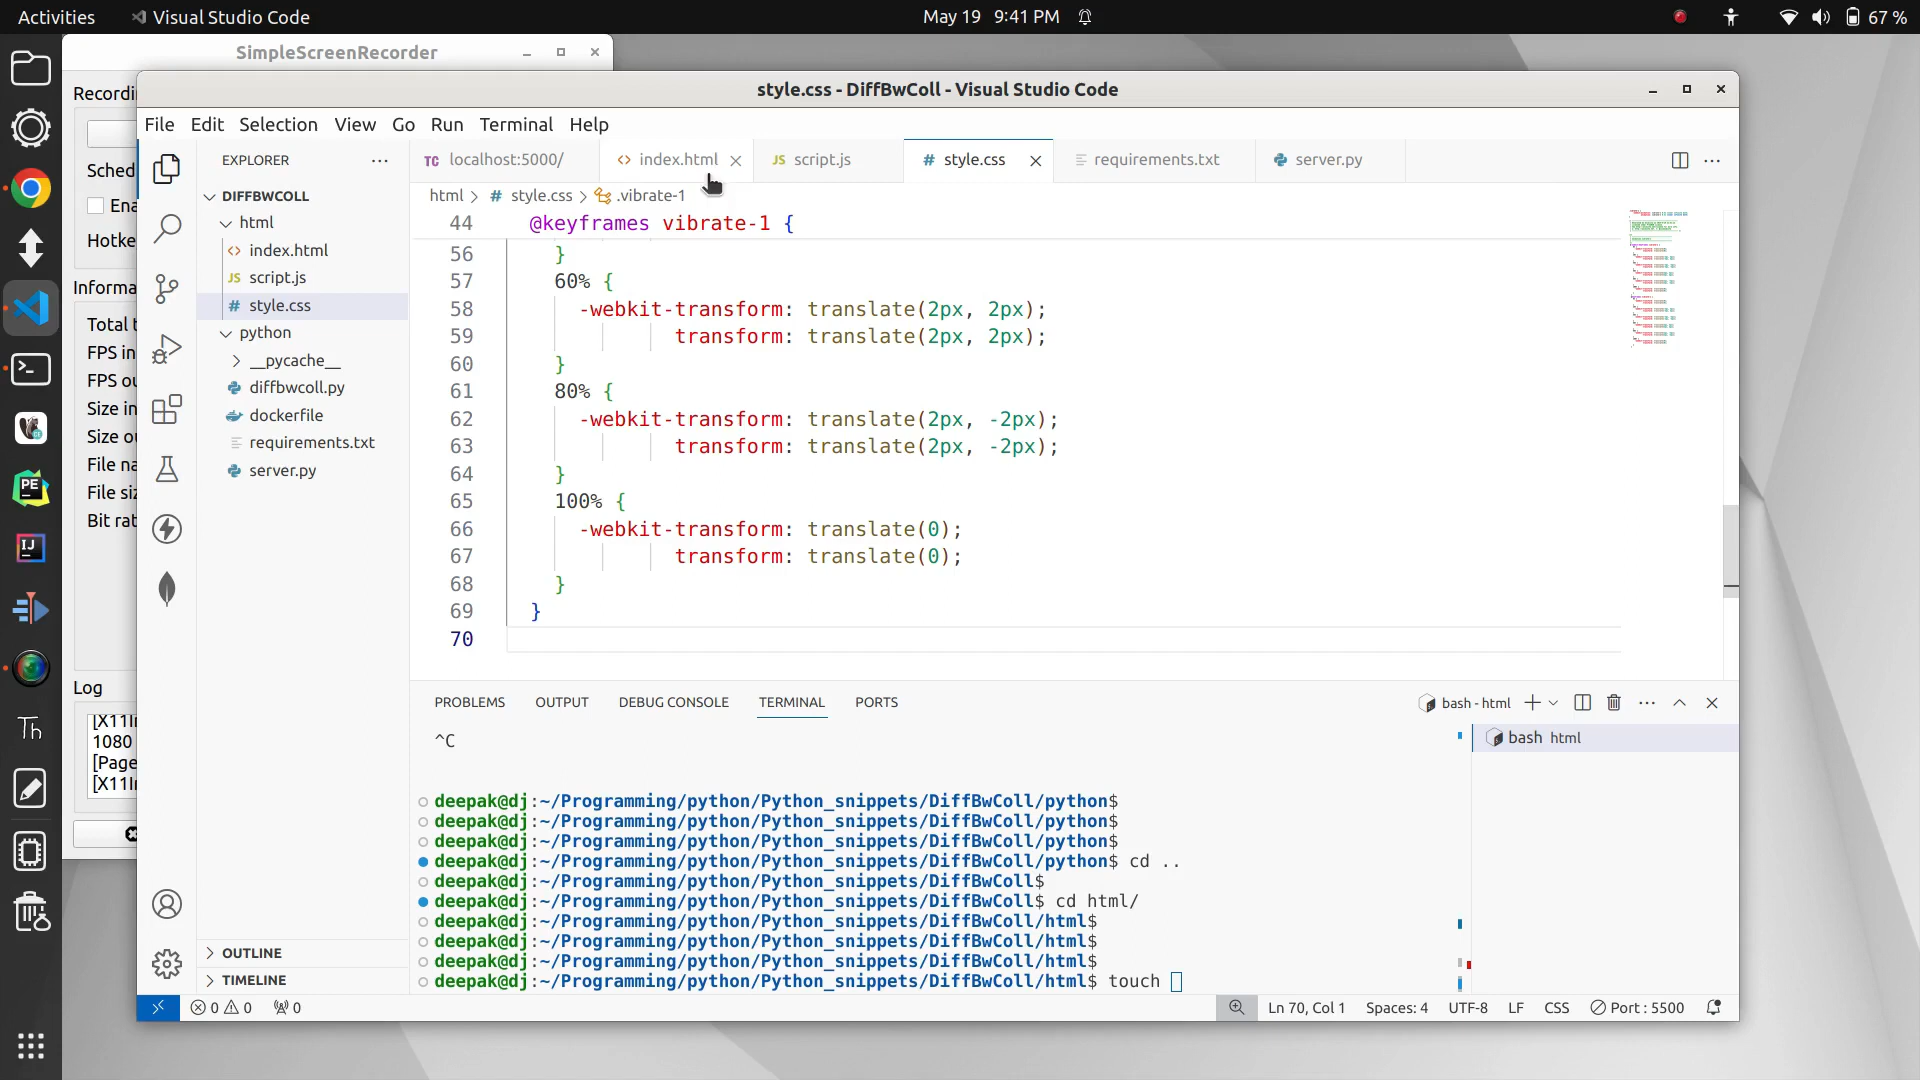 Activities Visual Studio Code May 19 9:41 PM 67 %
SimpleScreenRecorder
style.css - DiffBwColl - Visual Studio Code
File Edit Selection View Go Run Terminal Help
EXPLORER
DIFFBWCOLL
html
<> index.html
JS script.js
# style.css
python
__pycache__
diffbwcoll.py
dockerfile
requirements.txt
server.py
OUTLINE
TIMELINE
TC localhost:5000/ <> index.html JS script.js # style.css requirements.txt server.py
html > # style.css > .vibrate-1
44 @keyframes vibrate-1 {
56 }
57 60% {
58 -webkit-transform: translate(2px, 2px);
59 transform: translate(2px, 2px);
60 }
61 80% {
62 -webkit-transform: translate(2px, -2px);
63 transform: translate(2px, -2px);
64 }
65 100% {
66 -webkit-transform: translate(0);
67 transform: translate(0);
68 }
69 }
70
PROBLEMS OUTPUT DEBUG CONSOLE TERMINAL PORTS bash - html
^C
deepak@dj:~/Programming/python/Python_snippets/DiffBwColl/python$
deepak@dj:~/Programming/python/Python_snippets/DiffBwColl/python$
deepak@dj:~/Programming/python/Python_snippets/DiffBwColl/python$
deepak@dj:~/Programming/python/Python_snippets/DiffBwColl/python$ cd ..
deepak@dj:~/Programming/python/Python_snippets/DiffBwColl$
deepak@dj:~/Programming/python/Python_snippets/DiffBwColl$ cd html/
deepak@dj:~/Programming/python/Python_snippets/DiffBwColl/html$
deepak@dj:~/Programming/python/Python_snippets/DiffBwColl/html$
deepak@dj:~/Programming/python/Python_snippets/DiffBwColl/html$
deepak@dj:~/Programming/python/Python_snippets/DiffBwColl/html$ touch
bash html
0 0 0 Ln 70, Col 1 Spaces: 4 UTF-8 LF CSS Port : 5500
Recordi
Sched
Ena
Hotke
Informa
Total t
FPS in
FPS ou
Size in
Size ou
File na
File siz
Bit rat
Log
[X11In
1080
[Page
[X11In
PE
IJ
Th